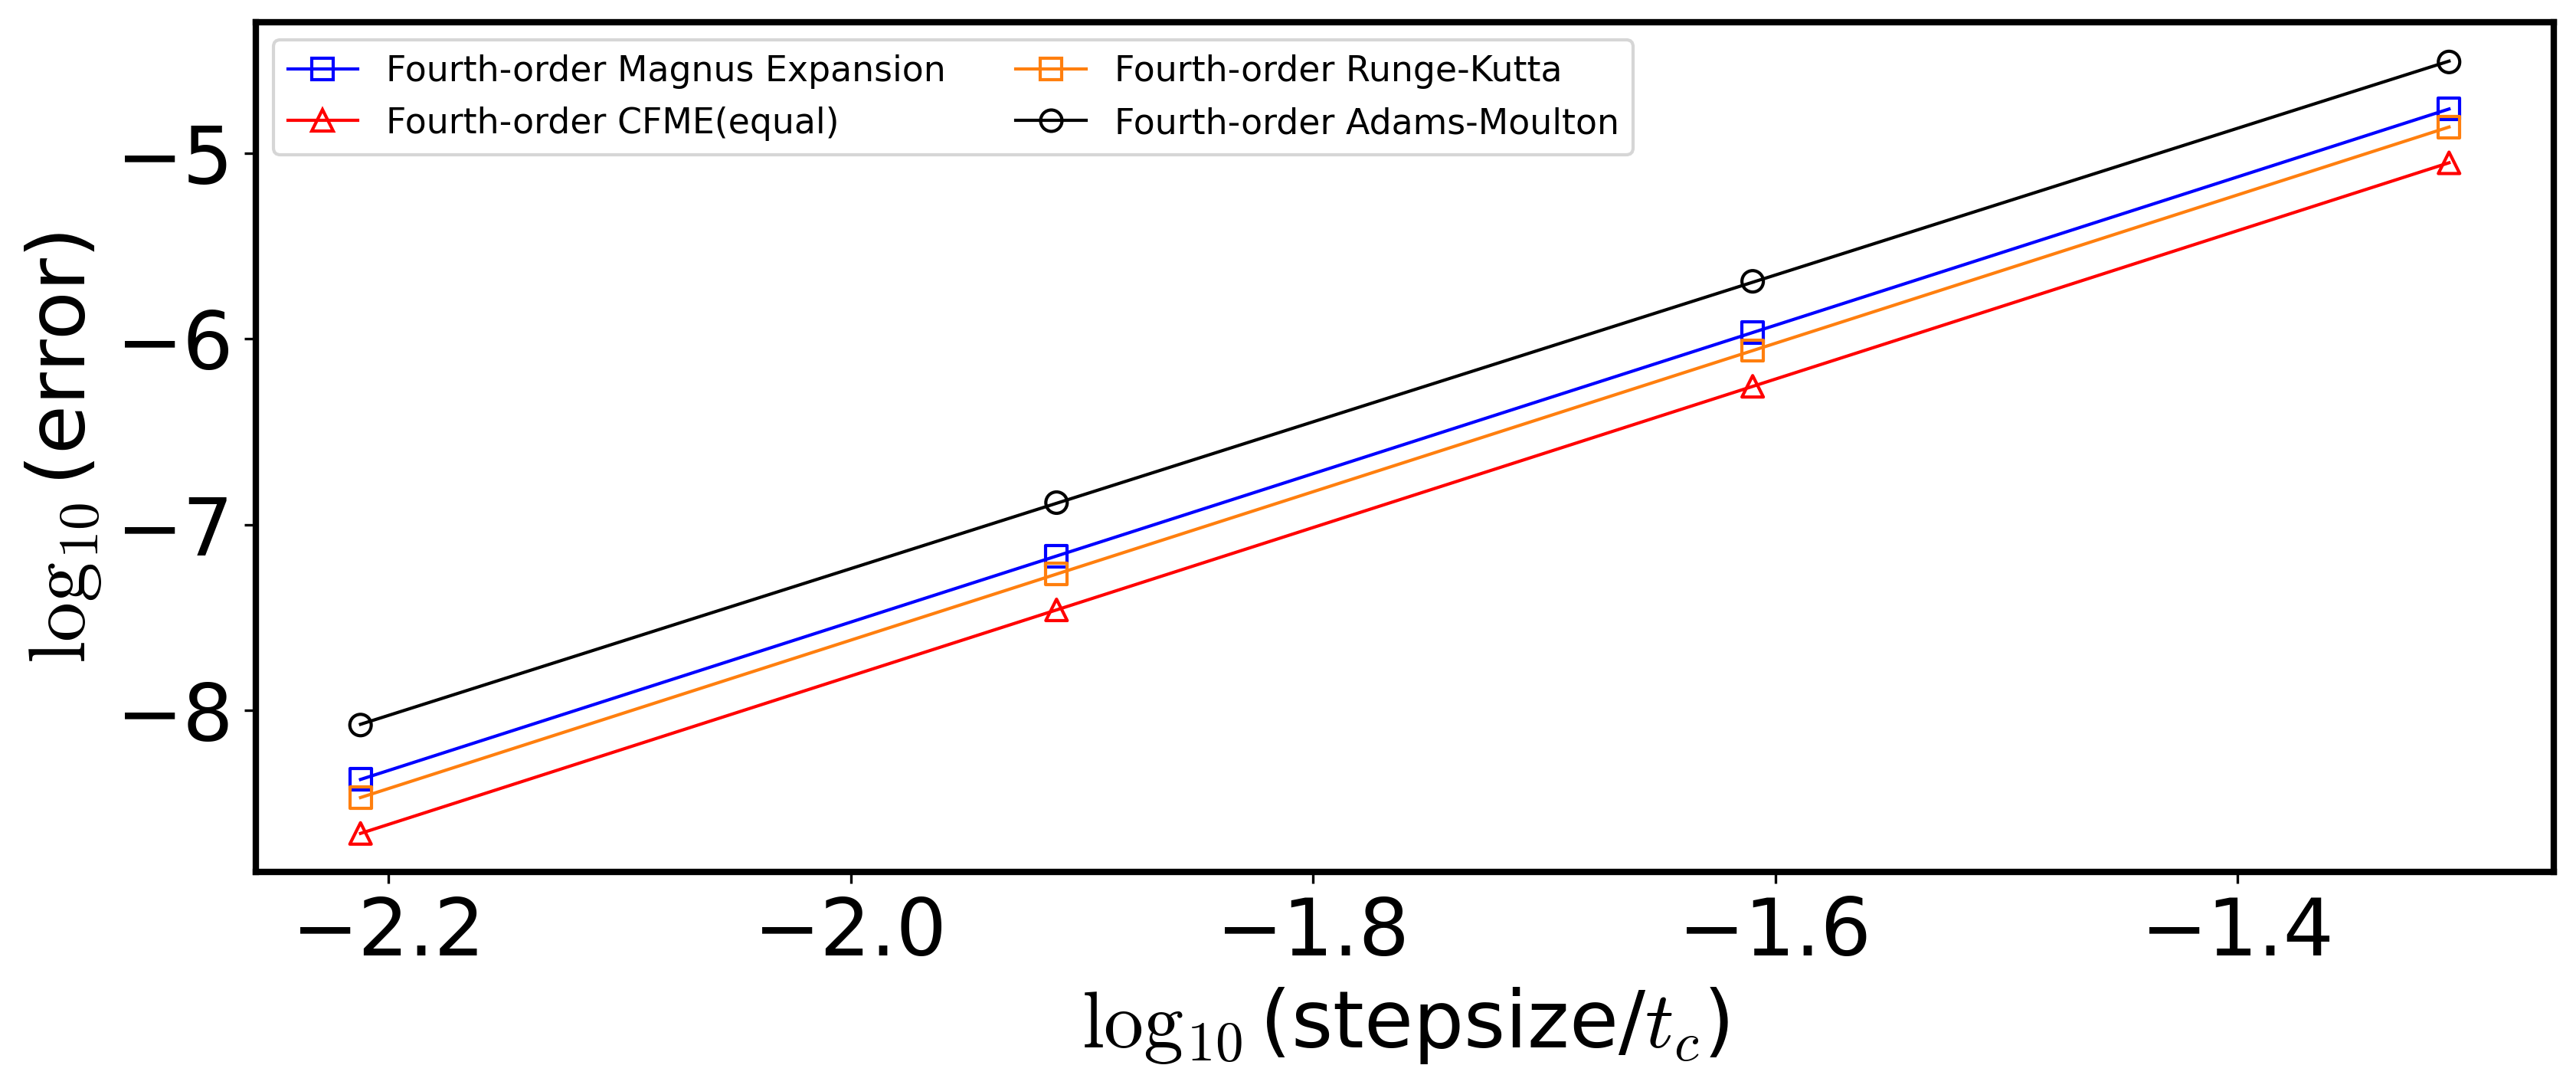 Fourth-order Magnus Expansion
Fourth-order CFME(equal)
Fourth-order Runge-Kutta
Fourth-order Adams-Moulton
log₁₀(error)
−5
−6
−7
−8
−2.2
−2.0
−1.8
−1.6
−1.4
log₁₀(stepsize/t_c)